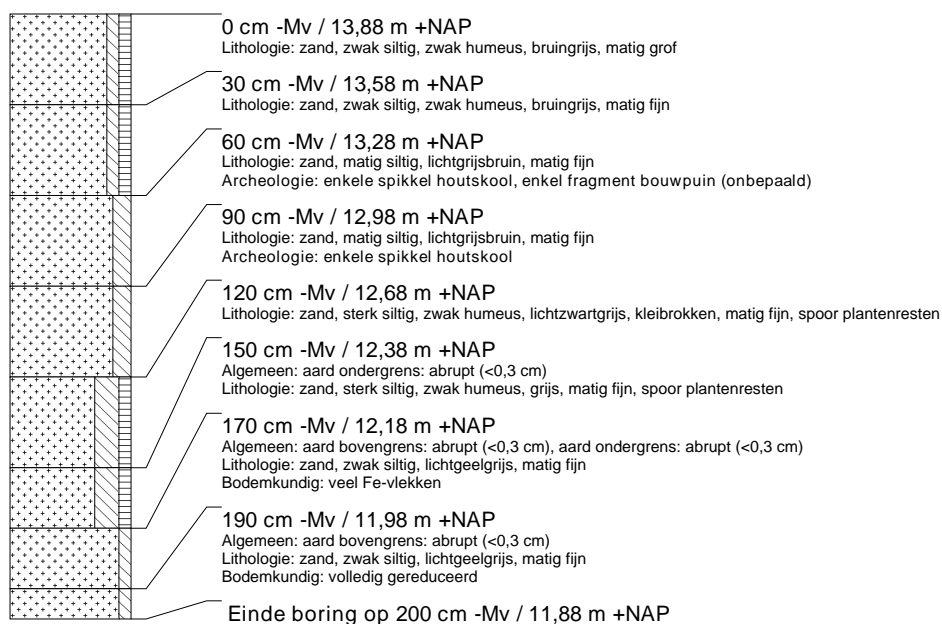 0 cm -Mv / 13,88 m +NAP
Lithologie: zand, zwak siltig, zwak humeus, bruingrijs, matig grof
30 cm -Mv / 13,58 m +NAP
Lithologie: zand, zwak siltig, zwak humeus, bruingrijs, matig fijn
60 cm -Mv / 13,28 m +NAP
Lithologie: zand, matig siltig, lichtgrijsbruin, matig fijn
Archeologie: enkele spikkel houtskool, enkel fragment bouwpuin (onbepaald)
90 cm -Mv / 12,98 m +NAP
Lithologie: zand, matig siltig, lichtgrijsbruin, matig fijn
Archeologie: enkele spikkel houtskool
120 cm -Mv / 12,68 m +NAP
Lithologie: zand, sterk siltig, zwak humeus, lichtzwartgrijs, kleibrokken, matig fijn, spoor plantenresten
150 cm -Mv / 12,38 m +NAP
Algemeen: aard ondergrens: abrupt (<0,3 cm)
Lithologie: zand, sterk siltig, zwak humeus, grijs, matig fijn, spoor plantenresten
170 cm -Mv / 12,18 m +NAP
Algemeen: aard bovengrens: abrupt (<0,3 cm), aard ondergrens: abrupt (<0,3 cm)
Lithologie: zand, zwak siltig, lichtgeelgrijs, matig fijn
Bodemkundig: veel Fe-vlekken
190 cm -Mv / 11,98 m +NAP
Algemeen: aard bovengrens: abrupt (<0,3 cm)
Lithologie: zand, zwak siltig, lichtgeelgrijs, matig fijn
Bodemkundig: volledig gereduceerd
Einde boring op 200 cm -Mv / 11,88 m +NAP